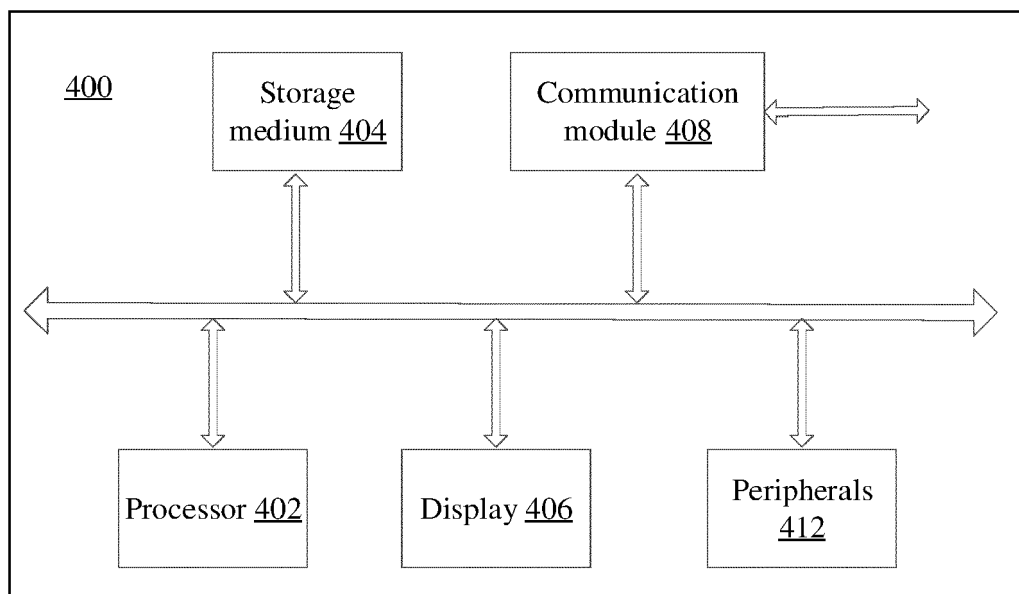 400
Storage
medium 404
Communication
module 408
Processor 402
Display 406
Peripherals
412